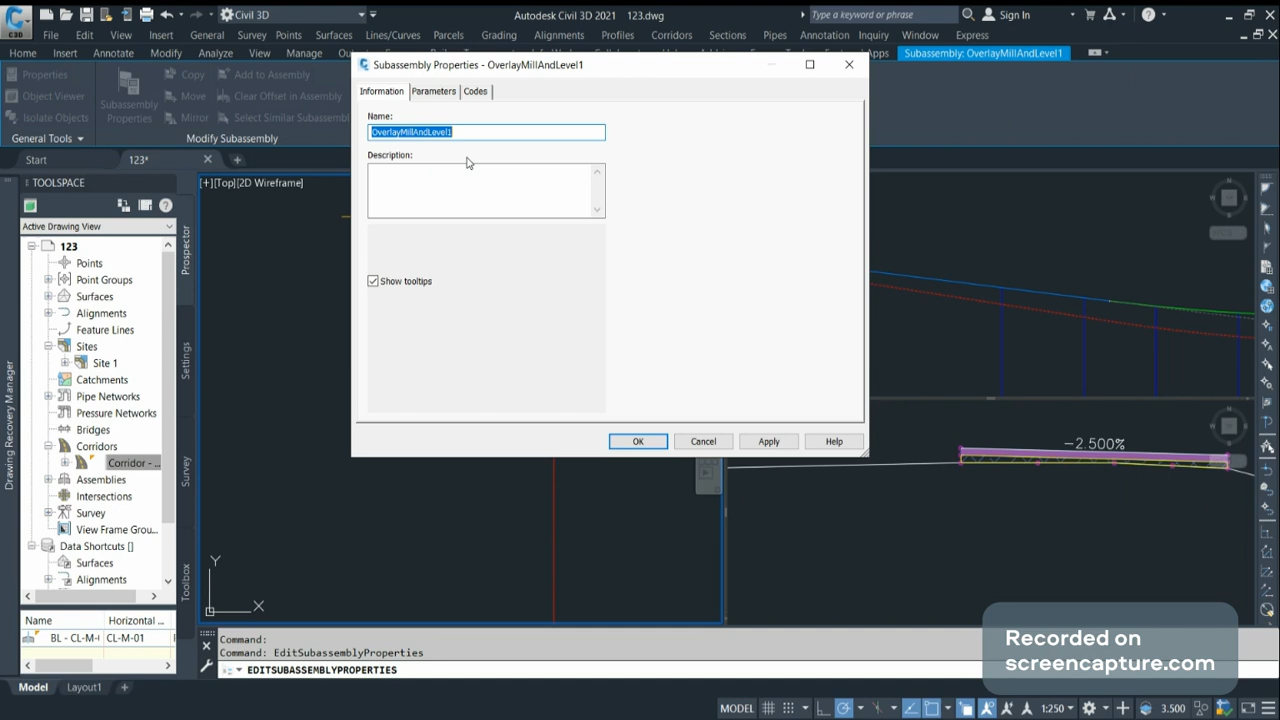 Civil 3D
Autodesk Civil 3D 2021 123.dwg
Type a keyword or phrase
Sign In
C3D
File Edit View Insert General Survey Points Surfaces Lines/Curves Parcels Grading Alignments Profiles Corridors Sections Pipes Annotation Inquiry Window Express
Home Insert Annotate Modify Analyze View
Subassembly: OverlayMillAndLevel1
Properties
Object Viewer
Isolate Objects
General Tools
Subassembly
Properties
Copy
Move
Mirror
Add to Assembly
Clear Offset in Assembly
Select Similar Subassembl
Modify Subassembly
Start
123*
Subassembly Properties - OverlayMillAndLevel1
Information Parameters Codes
Name:
OverlayMillAndLevel1
Description:
Show tooltips
OK Cancel Apply Help
TOOLSPACE
Active Drawing View
123
Points
Point Groups
Surfaces
Alignments
Feature Lines
Sites
Site 1
Catchments
Pipe Networks
Pressure Networks
Bridges
Corridors
Corridor - ...
Assemblies
Intersections
Survey
View Frame Grou...
Data Shortcuts []
Surfaces
Alignments
Prospector
Settings
Survey
Toolbox
Drawing Recovery Manager
Name Horizontal
BL - CL-M-( CL-M-01
[+][Top][2D Wireframe]
Y
X
-2.500%
Command:
Command: EditSubassemblyProperties
EDITSUBASSEMBLYPROPERTIES
Recorded on
screencapture.com
Model Layout1
MODEL
1:250
3.500